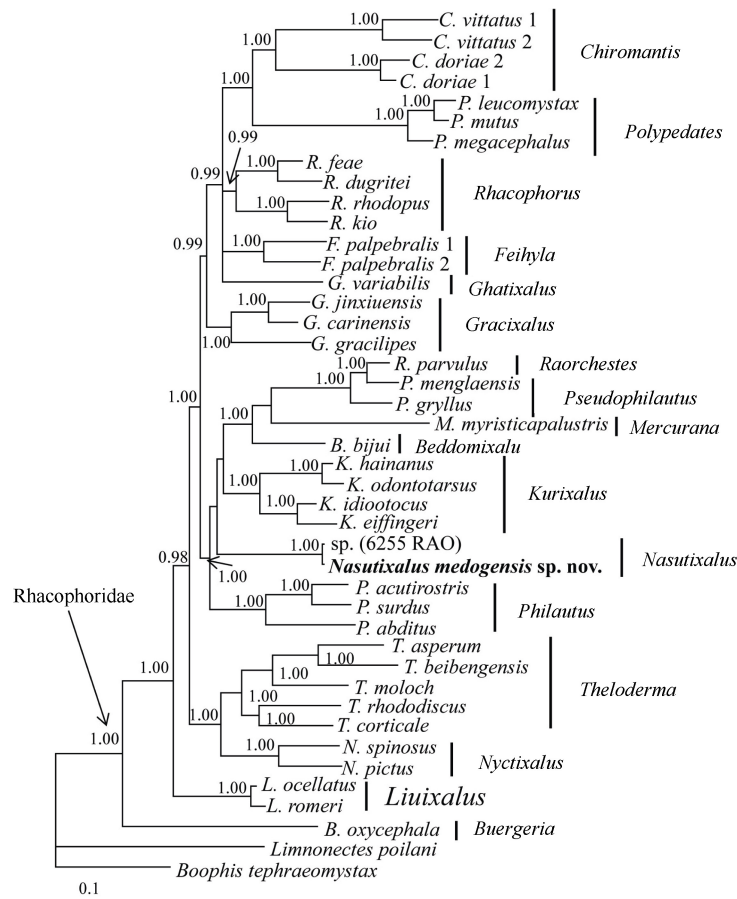 1.00
C. vittatus 1
C. vittatus 2
1.00
1.00
C. doriae 2
C. doriae 1
Chiromantis
1.00
1.00
P. leucomystax
1.00
P. mutus
P. megacephalus
Polypedates
0.99
0.99
1.00
R. feae
R. dugritei
1.00
R. rhodopus
R. kio
Rhacophorus
0.99
1.00
F. palpebralis 1
F. palpebralis 2
Feihyla
G. variabilis
Ghatixalus
1.00
G. jinxiuensis
G. carinensis
1.00
G. gracilipes
Gracixalus
1.00
1.00
R. parvulus
Raorchestes
1.00
P. menglaensis
P. gryllus
Pseudophilautus
1.00
M. myristicapalustris
Mercurana
B. bijui
Beddomixalu
1.00
1.00
K. hainanus
K. odontotarsus
1.00
K. idiootocus
K. eiffingeri
Kurixalus
1.00
sp. (6255 RAO)
Nasutixalus medogensis sp. nov.
Nasutixalus
0.98
1.00
1.00
1.00
P. acutirostris
P. surdus
P. abditus
Philautus
Rhacophoridae
1.00
T. asperum
1.00
T. beibengensis
1.00
T. moloch
1.00
T. rhododiscus
1.00
T. corticale
Theloderma
1.00
1.00
N. spinosus
N. pictus
Nyctixalus
1.00
1.00
L. ocellatus
L. romeri
Liuixalus
B. oxycephala
Buergeria
Limnonectes poilani
Boophis tephraeomystax
0.1